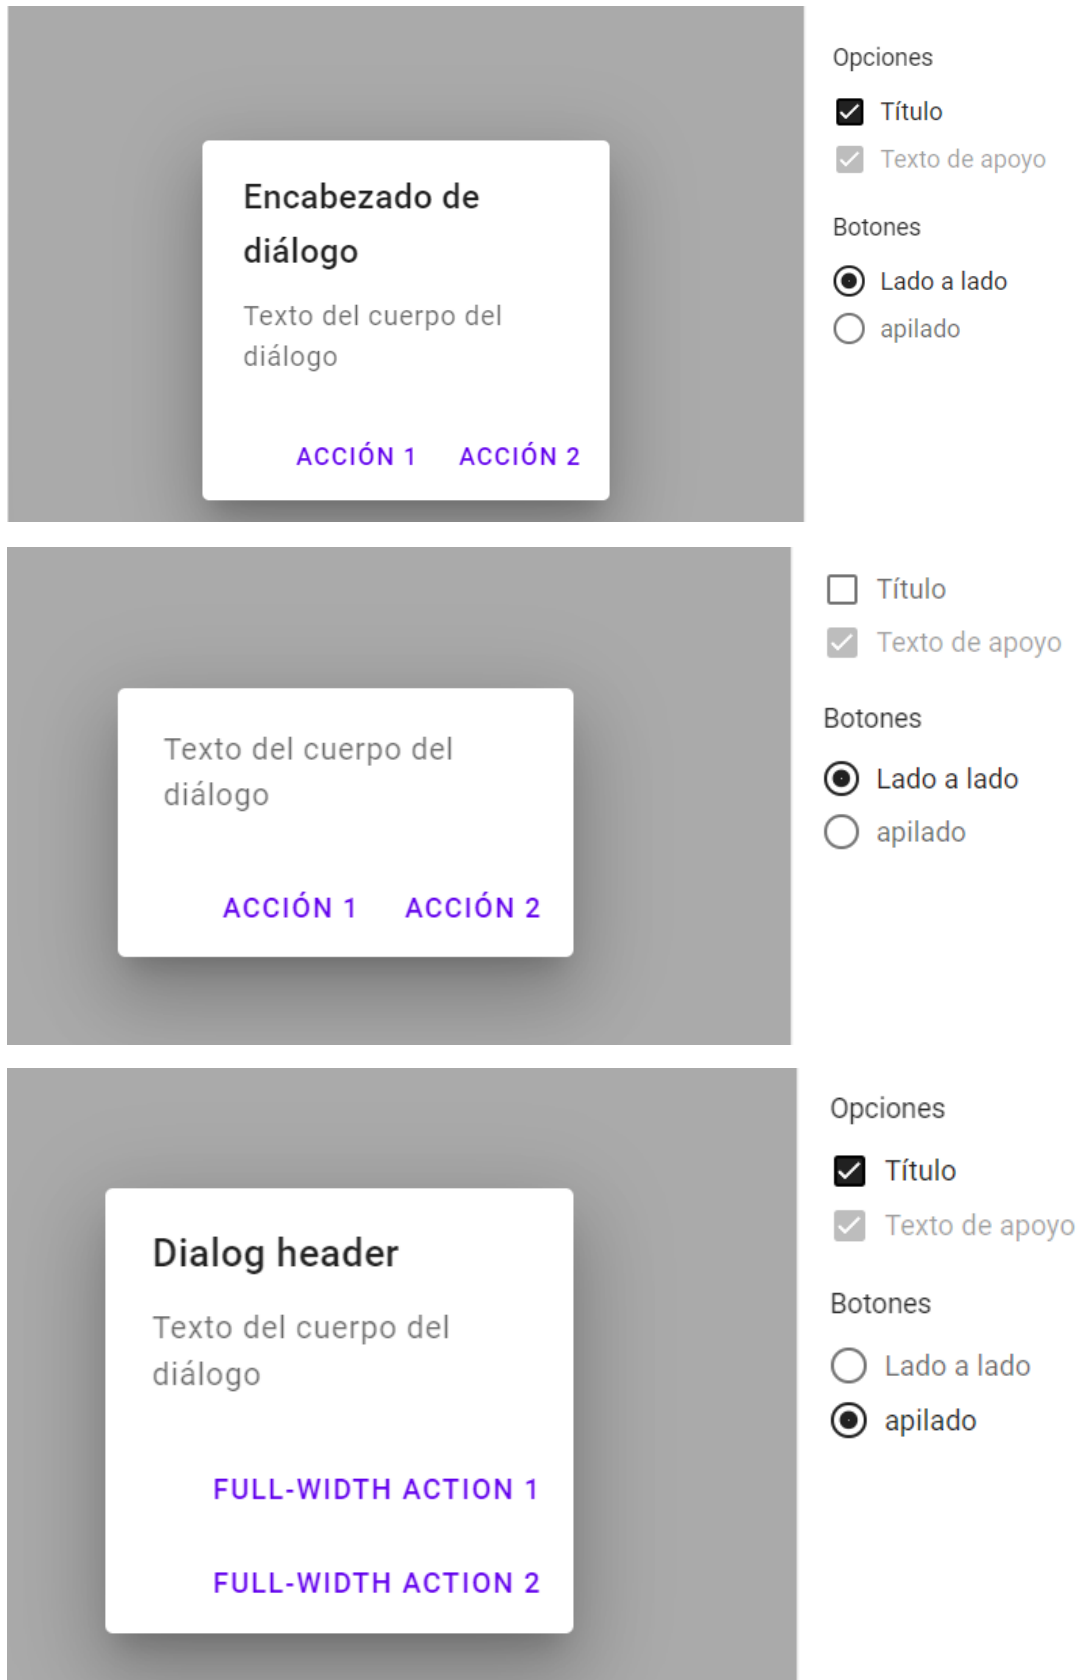 Opciones
Título
Texto de apoyo
Botones
Lado a lado
apilado
Encabezado de
diálogo
Texto del cuerpo del
diálogo
ACCIÓN 1 ACCIÓN 2
Título
Texto de apoyo
Botones
Lado a lado
apilado
Texto del cuerpo del
diálogo
ACCIÓN 1 ACCIÓN 2
Opciones
Título
Texto de apoyo
Botones
Lado a lado
apilado
Dialog header
Texto del cuerpo del
diálogo
FULL-WIDTH ACTION 1
FULL-WIDTH ACTION 2